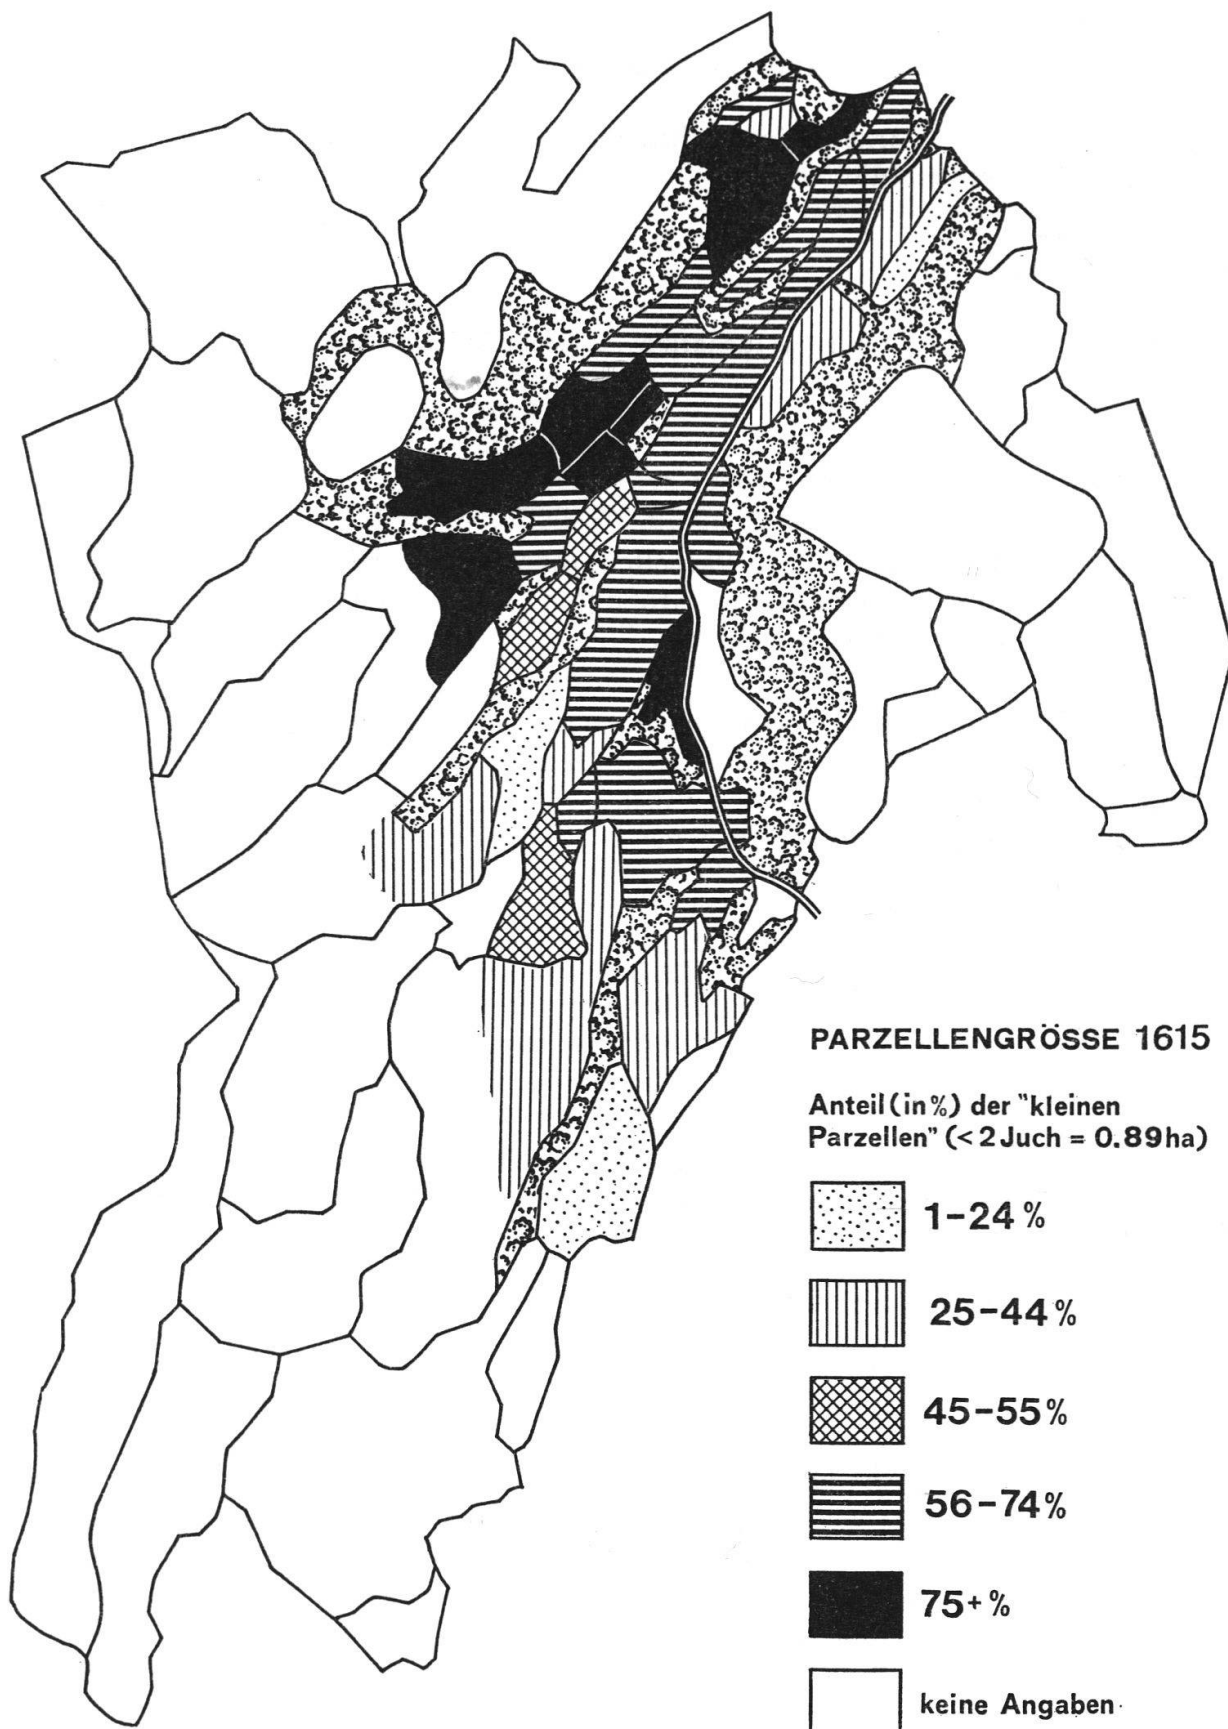 PARZELLENGRÖSSE 1615
Anteil (in %) der "kleinen
Parzellen" (< 2 Juch = 0.89 ha)
1-24 %
25-44 %
45-55 %
56-74 %
75+ %
keine Angaben